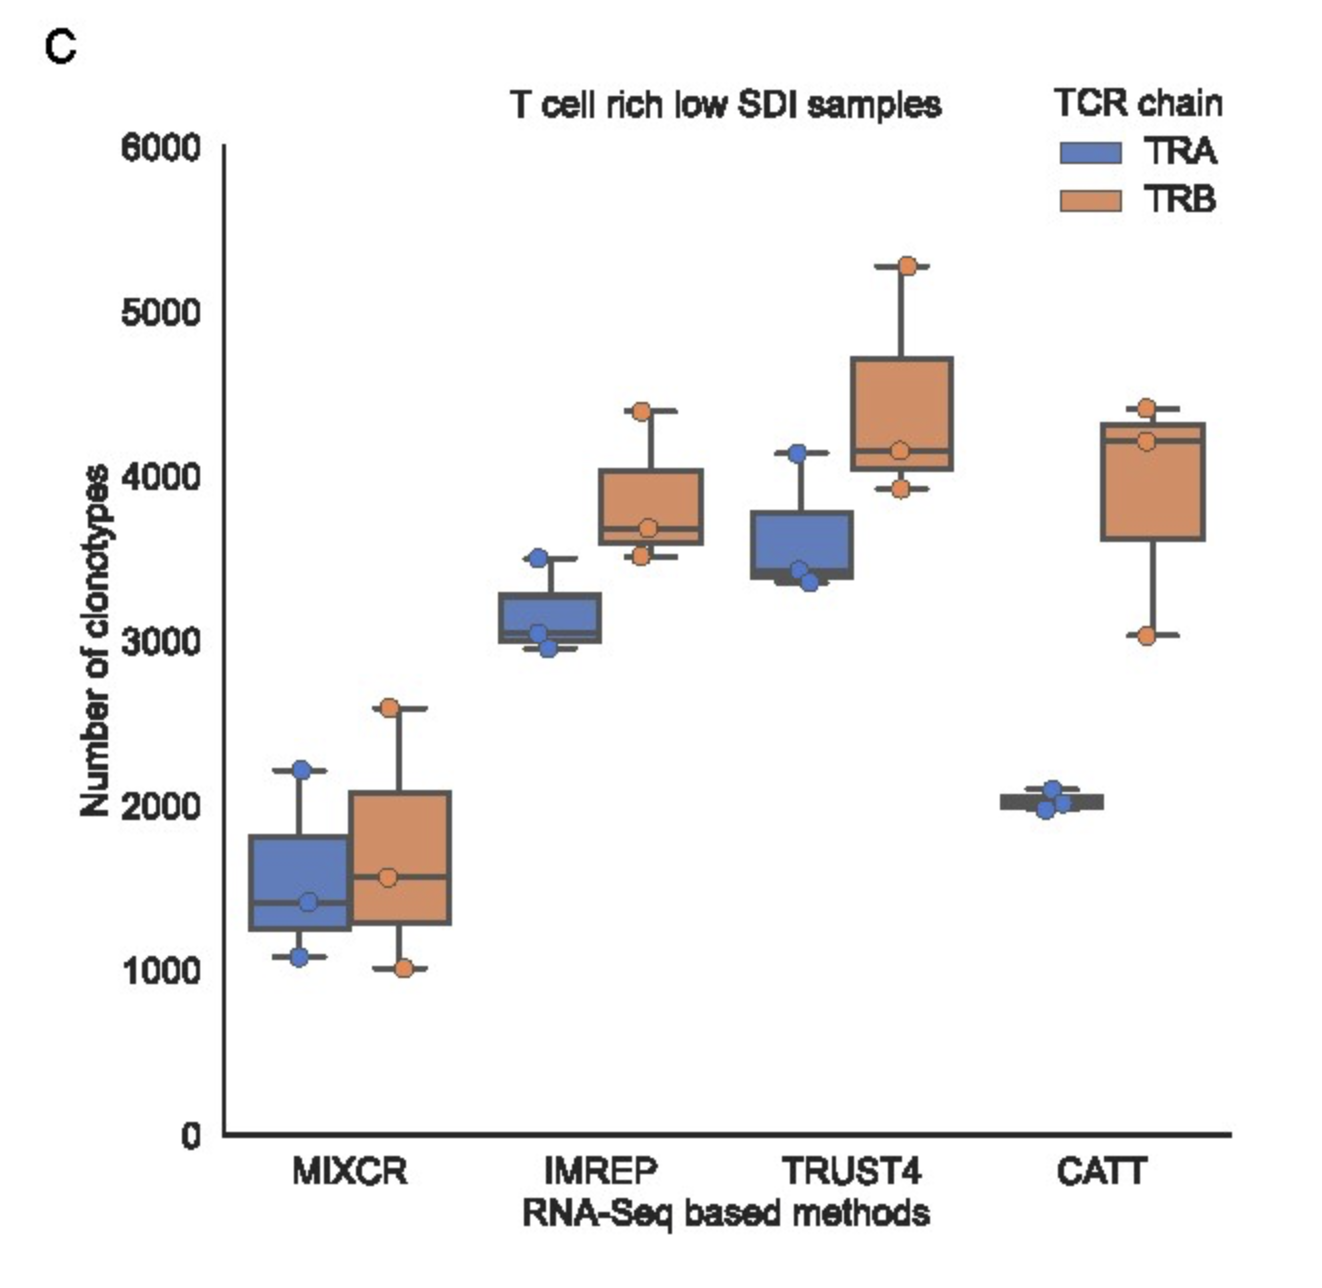 C
T cell rich low SDI samples
TCR chain
TRA
TRB
6000
5000
4000
3000
2000
1000
0
Number of clonotypes
MIXCR
IMREP
TRUST4
CATT
RNA-Seq based methods